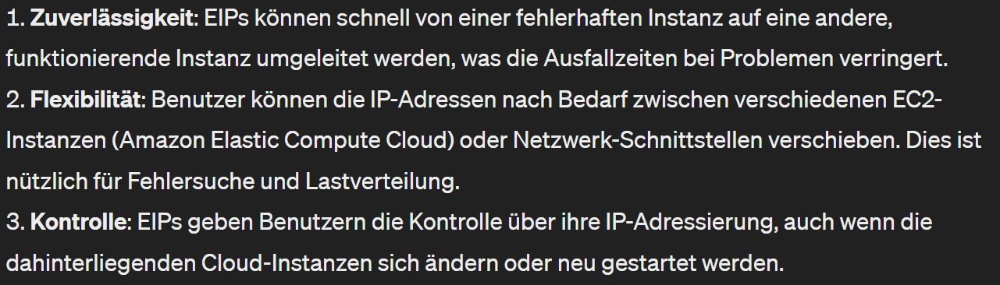 1. Zuverlässigkeit: EIPs können schnell von einer fehlerhaften Instanz auf eine andere,
funktionierende Instanz umgeleitet werden, was die Ausfallzeiten bei Problemen verringert.
2. Flexibilität: Benutzer können die IP-Adressen nach Bedarf zwischen verschiedenen EC2-
Instanzen (Amazon Elastic Compute Cloud) oder Netzwerk-Schnittstellen verschieben. Dies ist
nützlich für Fehlersuche und Lastverteilung.
3. Kontrolle: EIPs geben Benutzern die Kontrolle über ihre IP-Adressierung, auch wenn die
dahinterliegenden Cloud-Instanzen sich ändern oder neu gestartet werden.